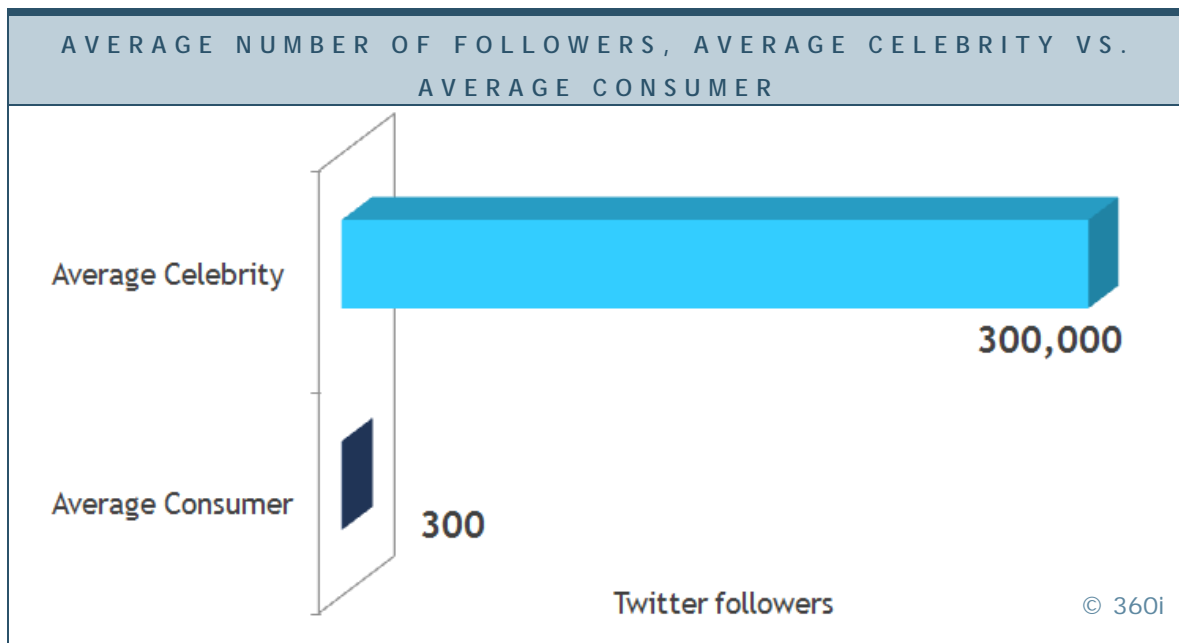 AVERAGE NUMBER OF FOLLOWERS, AVERAGE CELEBRITY VS.
AVERAGE CONSUMER
Average Celebrity
300,000
Average Consumer
300
Twitter followers
© 360i